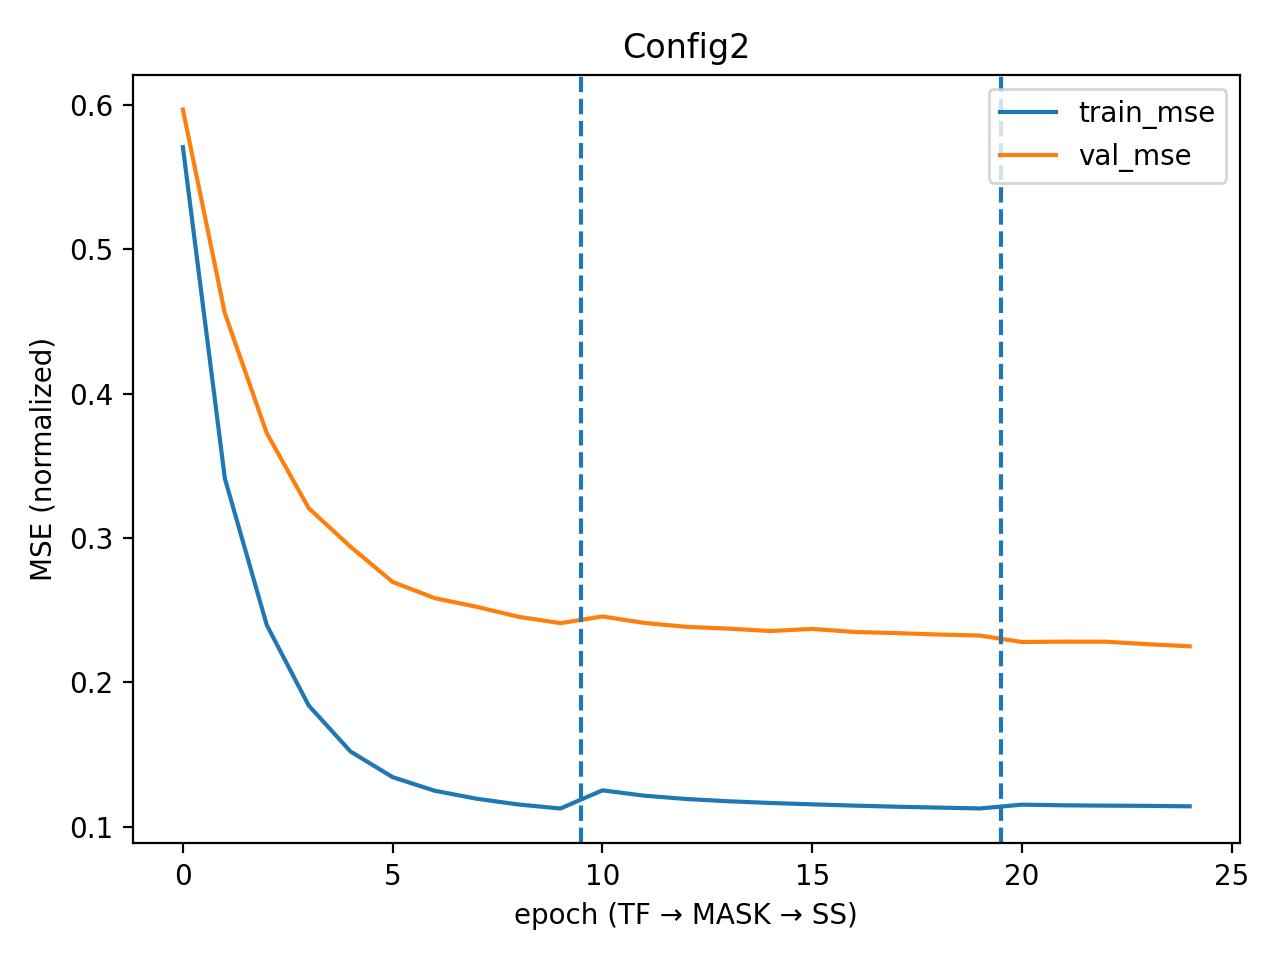 Config2
train_mse
val_mse
MSE (normalized)
0.6
0.5
0.4
0.3
0.2
0.1
0 5 10 15 20 25
epoch (TF → MASK → SS)